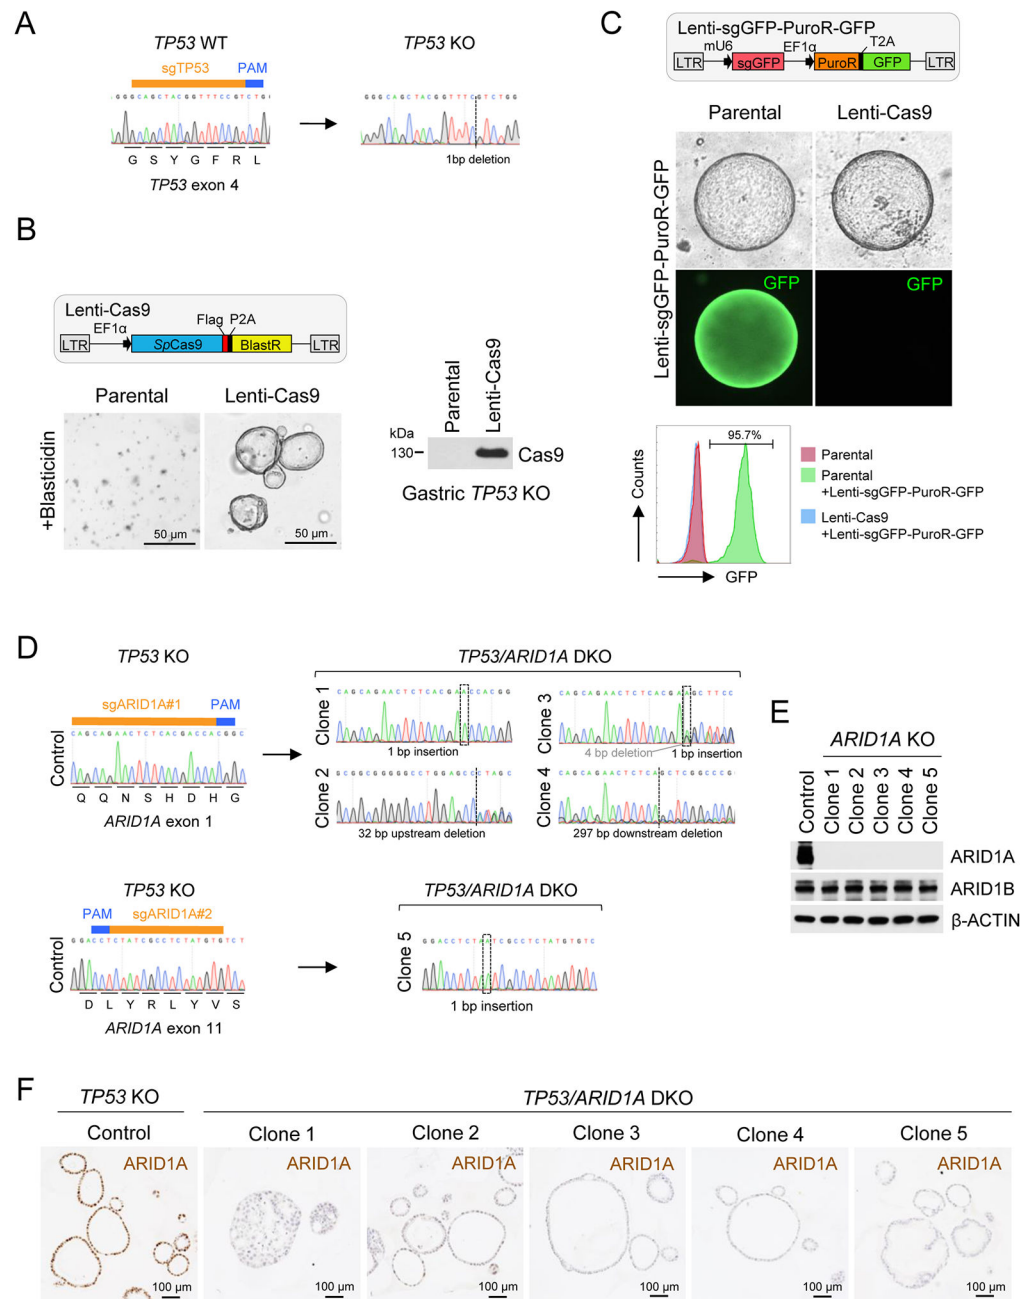 A
TP53 WT
TP53 KO
sgTP53 PAM
GGGCAGCTACGGTTTCCGTCTG
GGGCAGCTACGGTTTCGTCTGG
G S Y G F R L
1bp deletion
TP53 exon 4
B
Lenti-Cas9
EF1α Flag P2A
LTR SpCas9 BlastR LTR
Parental Lenti-Cas9
+Blasticidin
50 µm
50 µm
Parental
Lenti-Cas9
kDa
130
Cas9
Gastric TP53 KO
C
Lenti-sgGFP-PuroR-GFP
mU6 EF1α T2A
LTR sgGFP PuroR GFP LTR
Parental Lenti-Cas9
Lenti-sgGFP-PuroR-GFP
GFP
GFP
95.7%
Counts
GFP
Parental
Parental
+Lenti-sgGFP-PuroR-GFP
Lenti-Cas9
+Lenti-sgGFP-PuroR-GFP
D
TP53 KO
TP53/ARID1A DKO
sgARID1A#1 PAM
Control
CAGCAGAACTCTCACGACCACGGC
Q Q N S H D H G
ARID1A exon 1
Clone 1
CAGCAGAACTCTCACGAACCACGG
1 bp insertion
Clone 3
CAGCAGAACTCTCACGAAGCTTCC
4 bp deletion 1 bp insertion
Clone 2
GCGGCGGGGGGCCTGGAGCCCTAGC
32 bp upstream deletion
Clone 4
CAGCAGAACTCTCAGCTCGGCCCG
297 bp downstream deletion
TP53 KO
TP53/ARID1A DKO
PAM sgARID1A#2
Control
GGACCTCTATCGCCTCTATGTGTCT
D L Y R L Y V S
ARID1A exon 11
Clone 5
GGACCTCTAATCGCCTCTATGTGTC
1 bp insertion
E
ARID1A KO
Control
Clone 1
Clone 2
Clone 3
Clone 4
Clone 5
ARID1A
ARID1B
β-ACTIN
F
TP53 KO
TP53/ARID1A DKO
Control Clone 1 Clone 2 Clone 3 Clone 4 Clone 5
ARID1A ARID1A ARID1A ARID1A ARID1A ARID1A
100 µm 100 µm 100 µm 100 µm 100 µm 100 µm